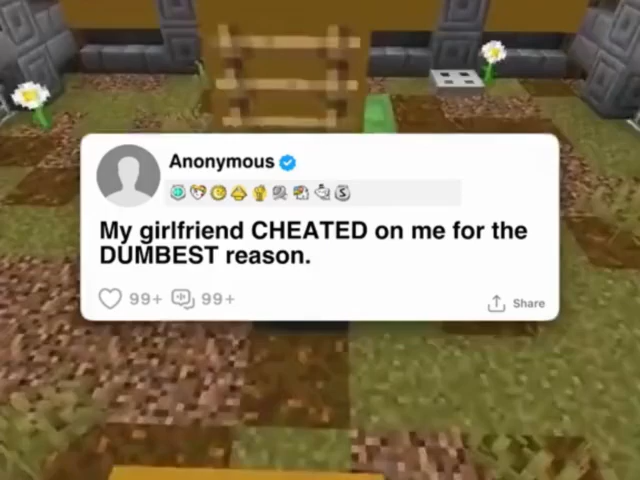 Anonymous
My girlfriend CHEATED on me for the
DUMBEST reason.
99+ 99+ Share